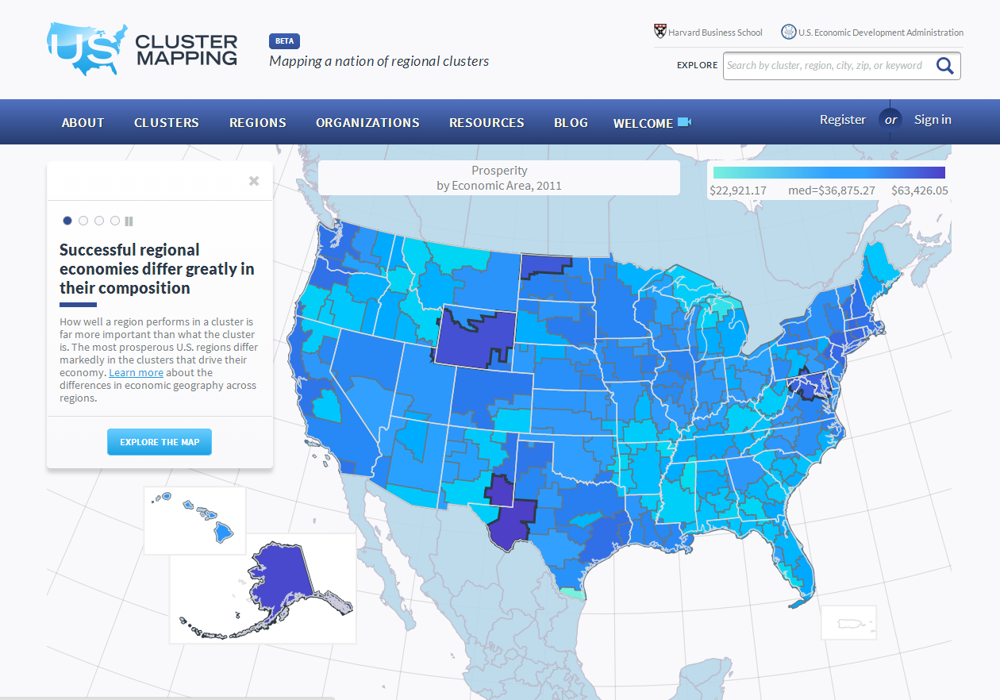 US CLUSTER MAPPING
BETA
Mapping a nation of regional clusters
Harvard Business School
U.S. Economic Development Administration
EXPLORE
Search by cluster, region, city, zip, or keyword
ABOUT CLUSTERS REGIONS ORGANIZATIONS RESOURCES BLOG WELCOME
Register or Sign in
Prosperity
by Economic Area, 2011
$22,921.17 med=$36,875.27 $63,426.05
Successful regional
economies differ greatly in
their composition
How well a region performs in a cluster is
far more important than what the cluster
is. The most prosperous U.S. regions differ
markedly in the clusters that drive their
economy. Learn more about the
differences in economic geography across
regions.
EXPLORE THE MAP